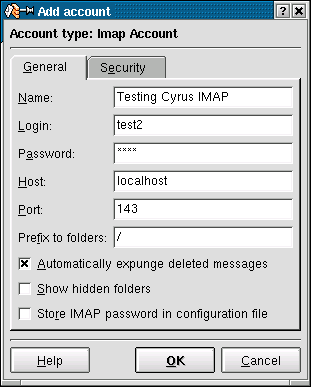 Add account
Account type: Imap Account
General Security
Name: Testing Cyrus IMAP
Login: test2
Password: ****
Host: localhost
Port: 143
Prefix to folders: /
Automatically expunge deleted messages
Show hidden folders
Store IMAP password in configuration file
Help OK Cancel